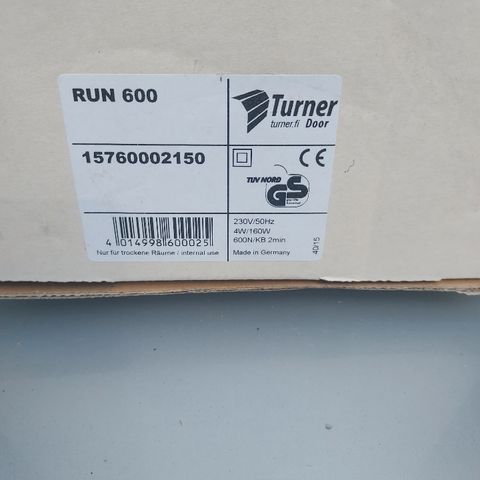 RUN 600
15760002150
4 014998 600025
Nur für trockene Räume / internal use
Turner
turner.fi Door
CE
TUV NORD
GS
230V/50Hz
4W/160W
600N/KB 2min
Made in Germany
40/15